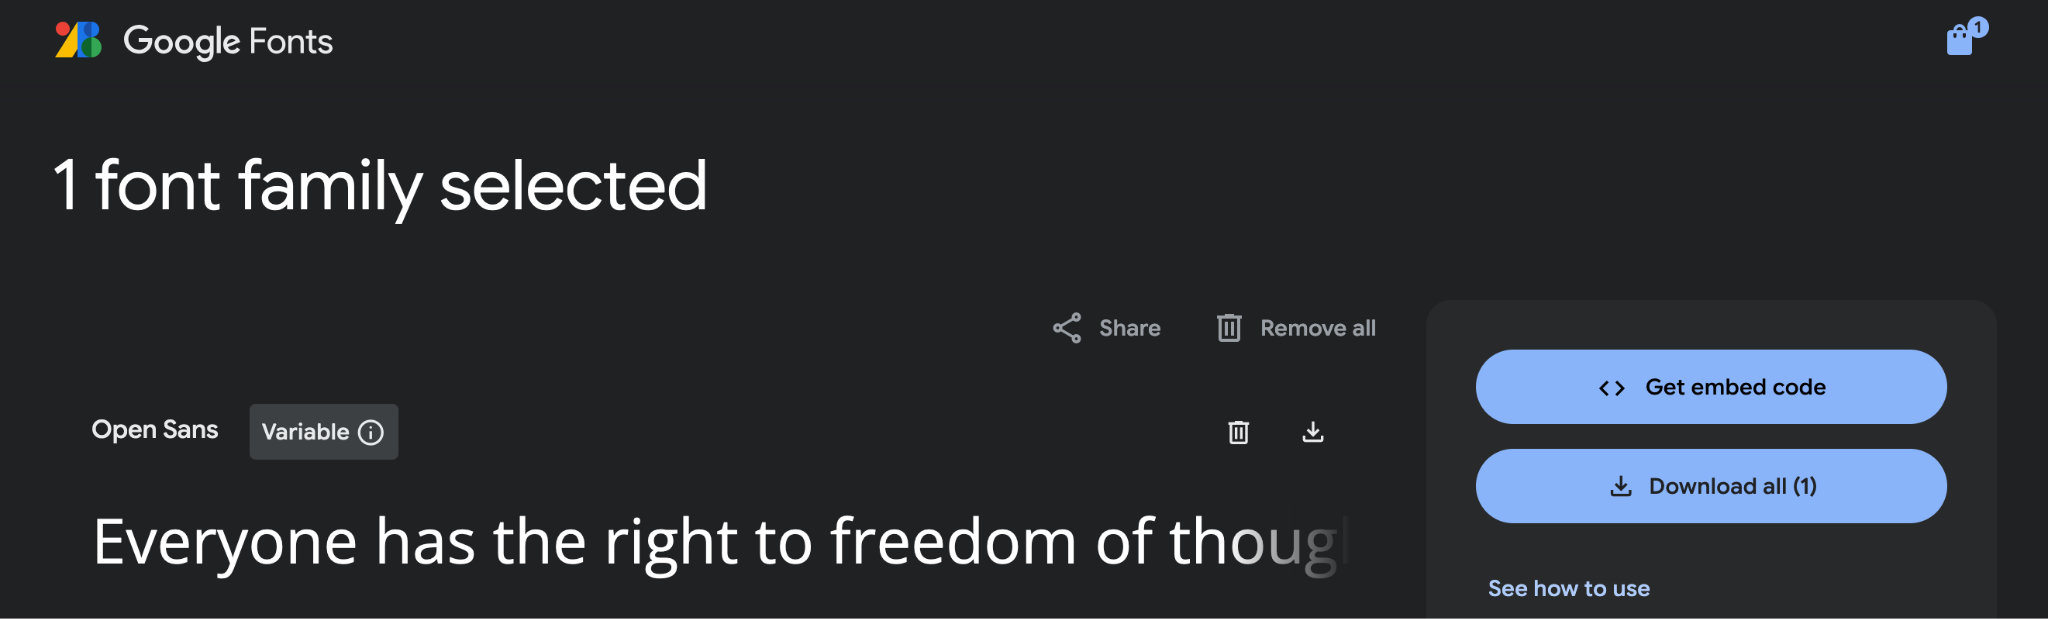 Google Fonts
1
1 font family selected
Share
Remove all
Get embed code
Open Sans
Variable
Download all (1)
Everyone has the right to freedom of thoug
See how to use